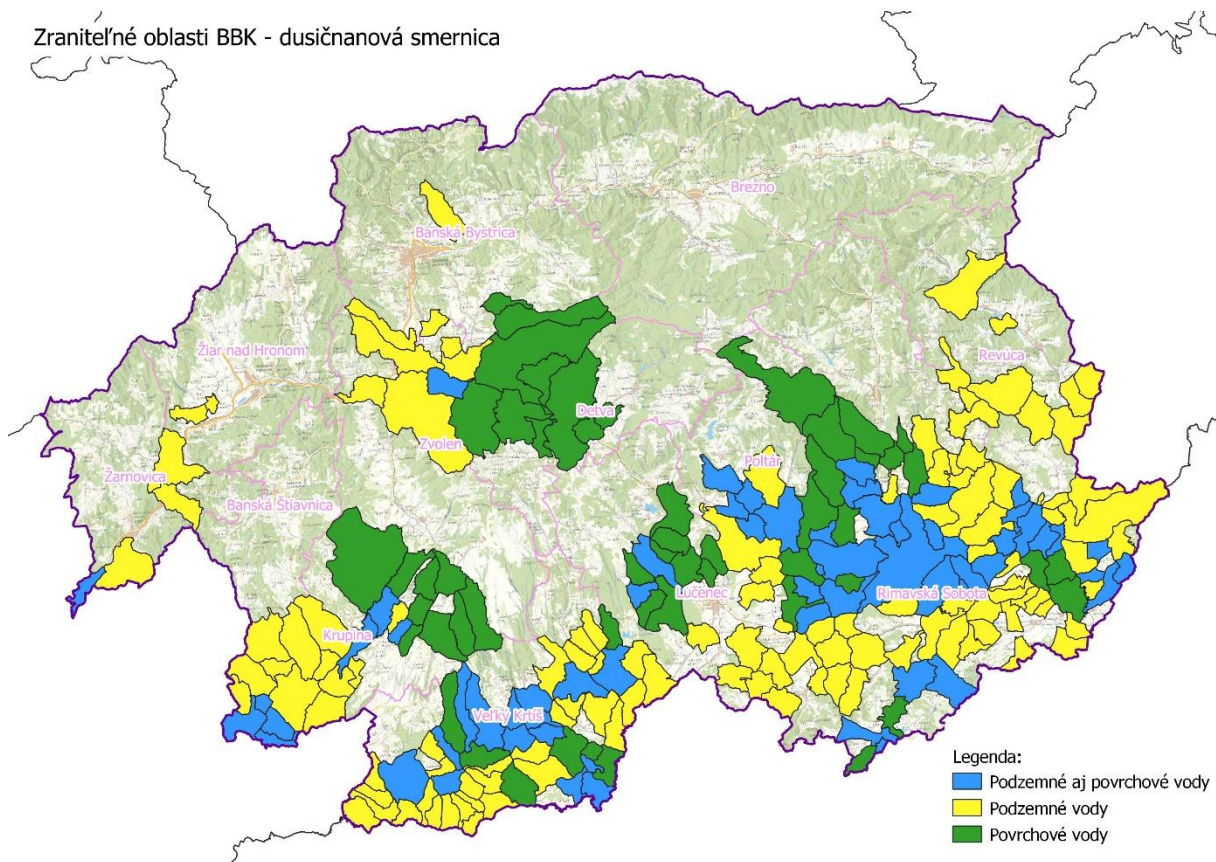 Zraniteľné oblasti BBK - dusičnanová smernica
Brezno
Banská Bystrica
Žiar nad Hronom
Revúca
Detva
Zvolen
Poltár
Žarnovica
Banská Štiavnica
Lučenec
Rimavská Sobota
Krupina
Veľký Krtíš
Legenda:
Podzemné aj povrchové vody
Podzemné vody
Povrchové vody